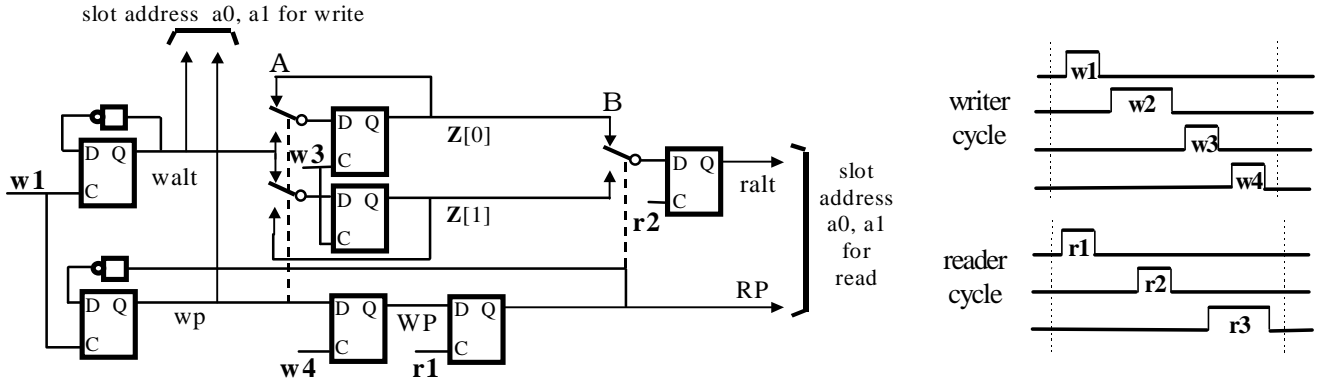 slot address a0, a1 for write
A
B
D Q
C
w1
walt
D Q
C
w3
Z[0]
D Q
C
Z[1]
D Q
C
r2
ralt
slot
address
a0, a1
for
read
D Q
C
wp
D Q
C
w4
WP
D Q
C
r1
RP
writer
cycle
w1
w2
w3
w4
reader
cycle
r1
r2
r3